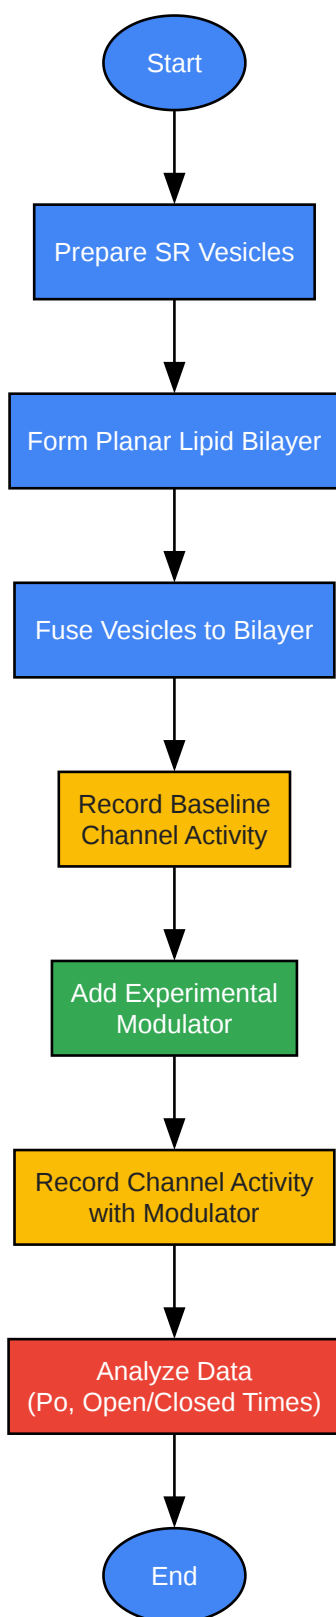 Start
Prepare SR Vesicles
Form Planar Lipid Bilayer
Fuse Vesicles to Bilayer
Record Baseline
Channel Activity
Add Experimental
Modulator
Record Channel Activity
with Modulator
Analyze Data
(Po, Open/Closed Times)
End